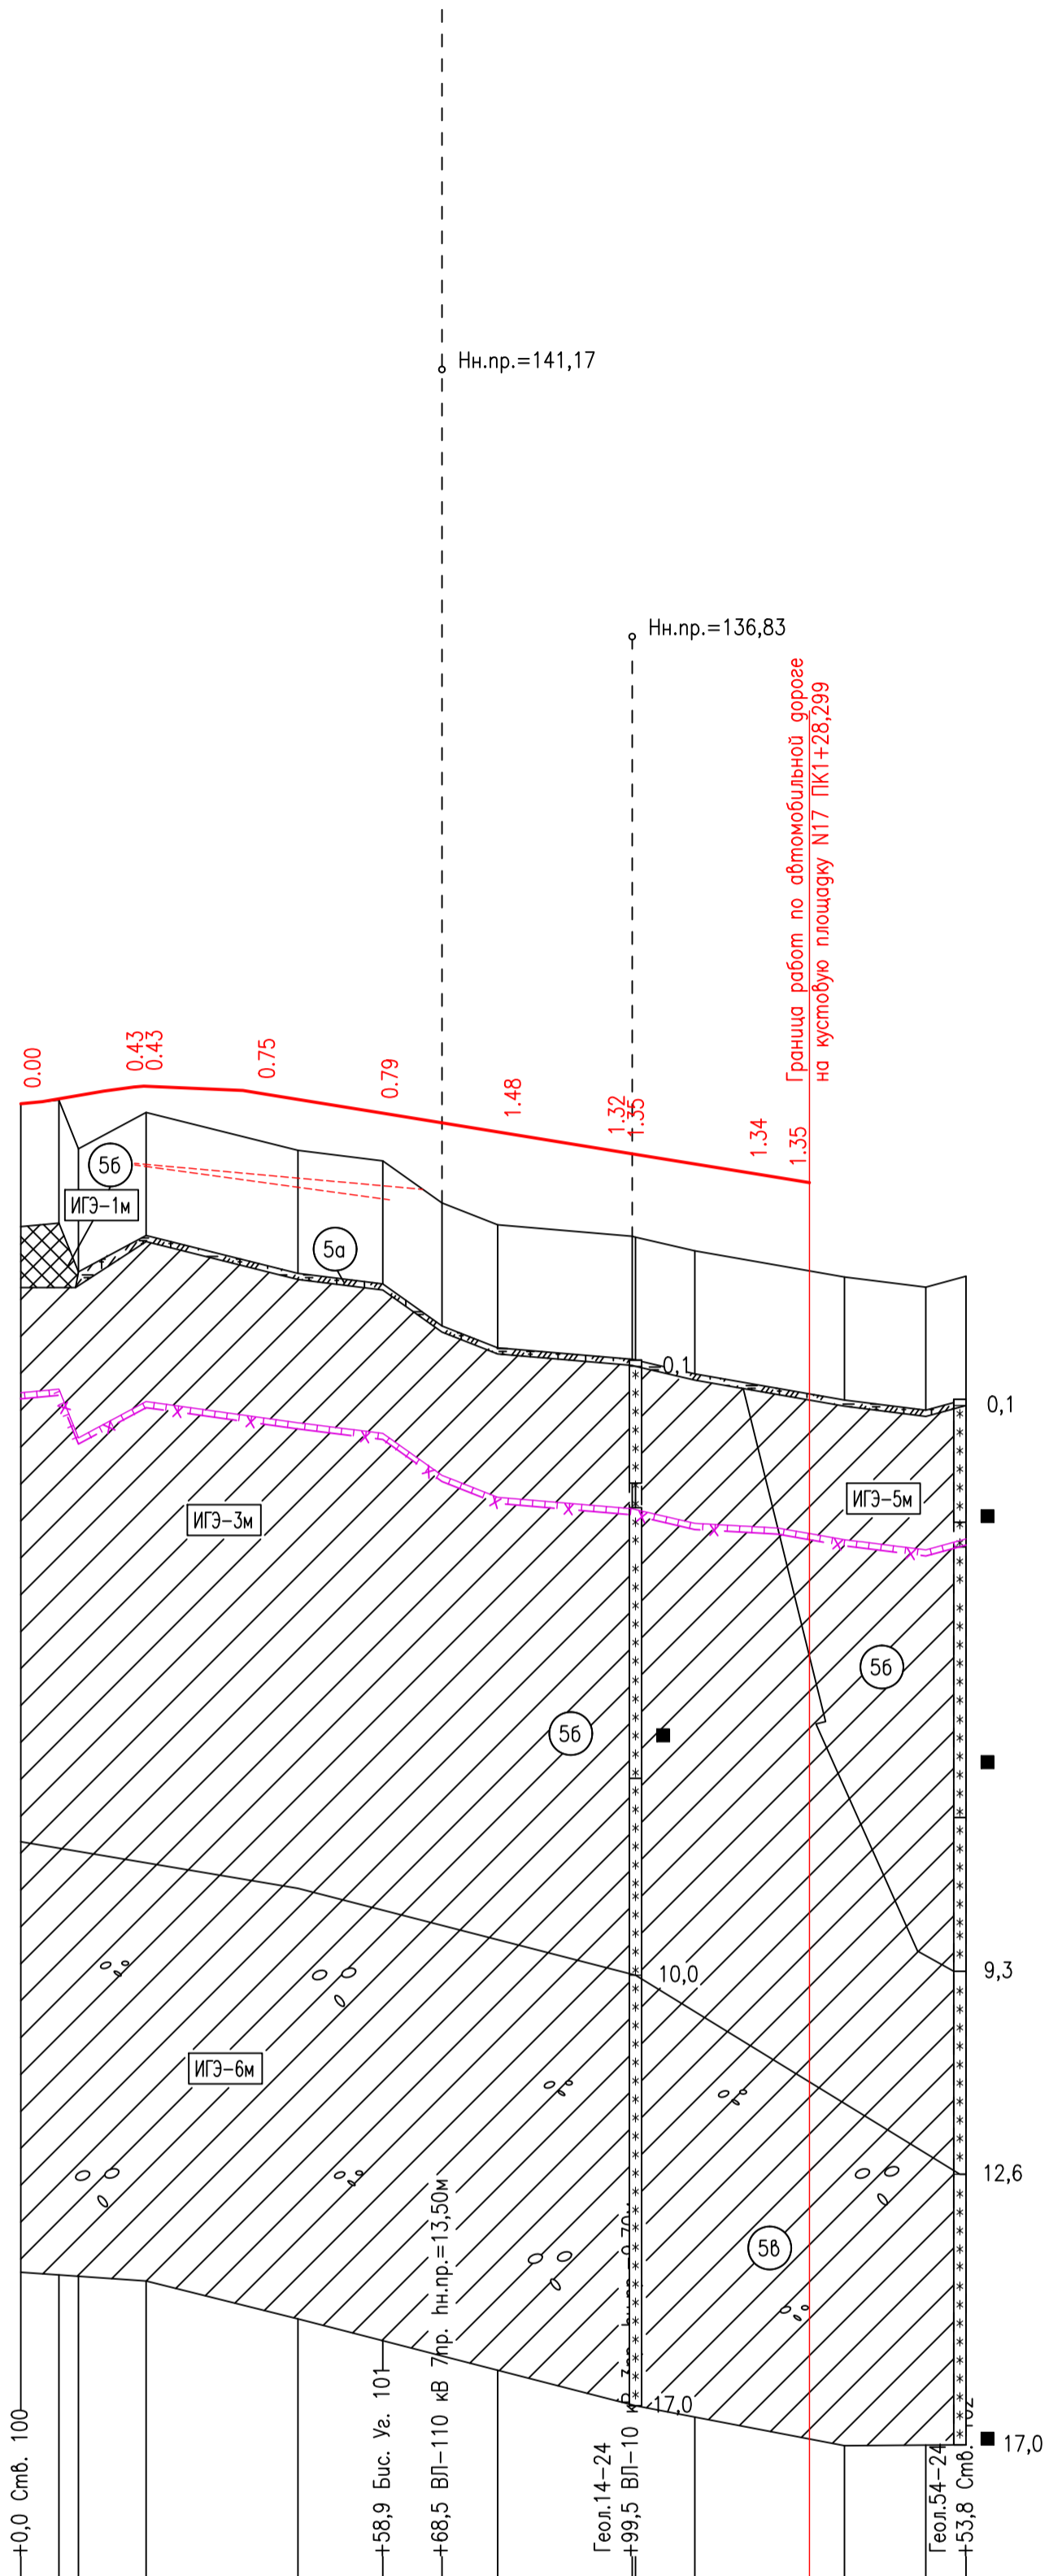 Нн.пр.=141,17
Нн.пр.=136,83
Граница работ по автомобильной дороге
на кустовую площадку N17 ПК1+28,299
0.00
0.43
0.43
0.75
0.79
1.48
1.32
1.35
1.34
1.35
5б
ИГЭ-1м
5а
0,1
0,1
ИГЭ-3м
ИГЭ-5м
5б
5б
10,0
9,3
ИГЭ-6м
12,6
5в
17,0
17,0
+0,0 Ств. 100
+58,9 Бис. Уг. 101
+68,5 ВЛ-110 кВ 7пр. hн.пр.=13,50м
Геол.14-24
+99,5 ВЛ-10
Геол.54-24
+53,8 Ств.